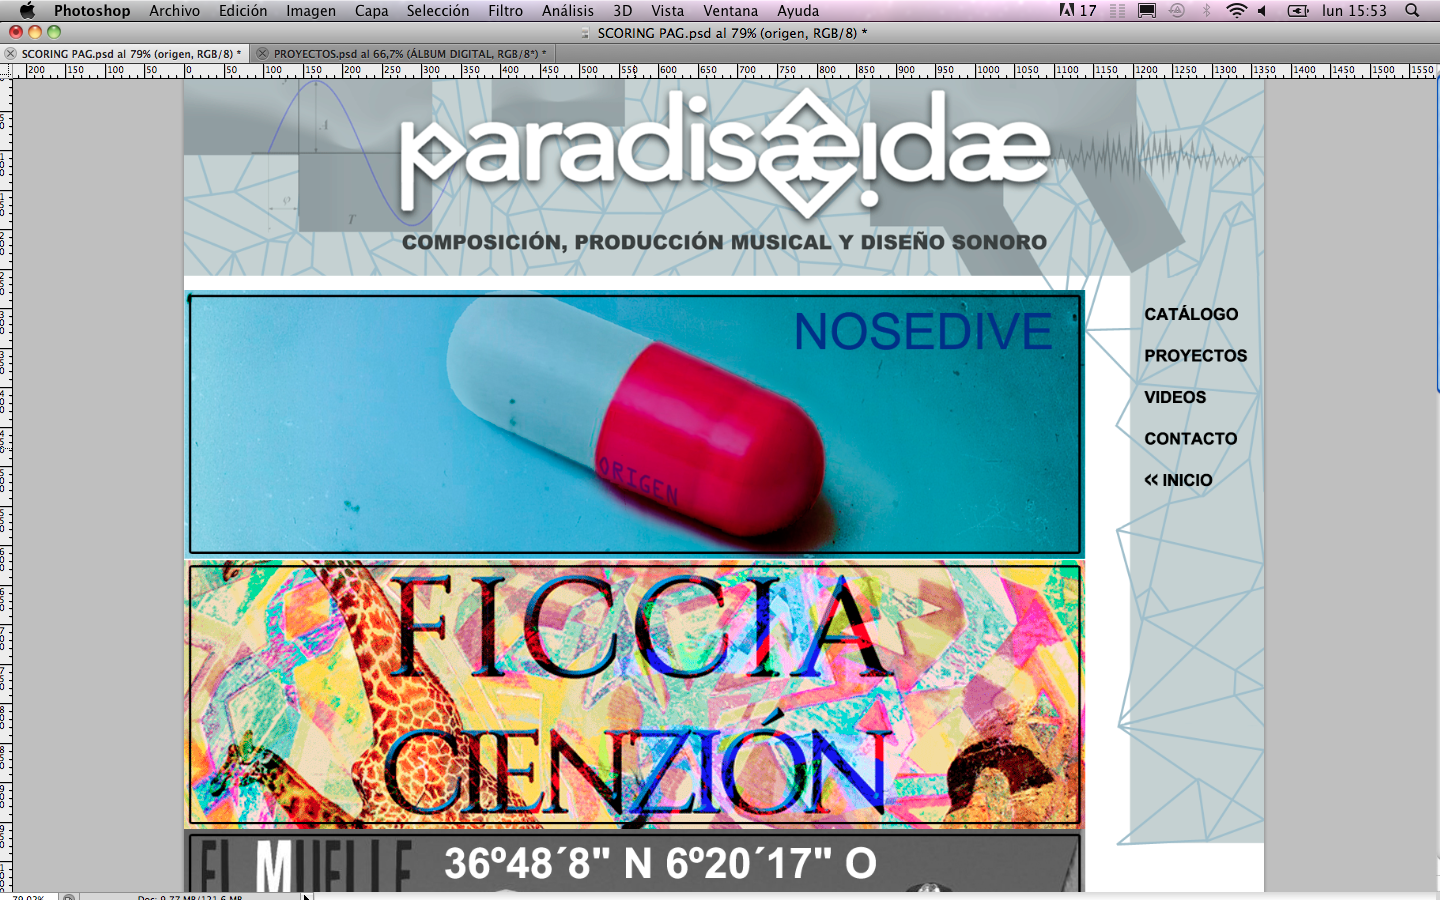 Photoshop Archivo Edición Imagen Capa Selección Filtro Análisis 3D Vista Ventana Ayuda 17 lun 15:53
SCORING PAG.psd al 79% (origen, RGB/8) *
SCORING PAG.psd al 79% (origen, RGB/8) * PROYECTOS.psd al 66,7% (ÁLBUM DIGITAL, RGB/8*) *
200 150 100 50 0 50 100 150 200 250 300 350 400 450 500 550 600 650 700 750 800 850 900 950 1000 1050 1100 1150 1200 1250 1300 1350 1400 1450 1500 1550
A
φ
T
paradisæidæ
COMPOSICIÓN, PRODUCCIÓN MUSICAL Y DISEÑO SONORO
NOSEDIVE
ORIGEN
CATÁLOGO
PROYECTOS
VIDEOS
CONTACTO
<< INICIO
FICCIA
CIENZIÓN
EL MUELLE
36º48´8" N 6º20´17" O
79,02% Doc: 9,77 MB/121,6 MB